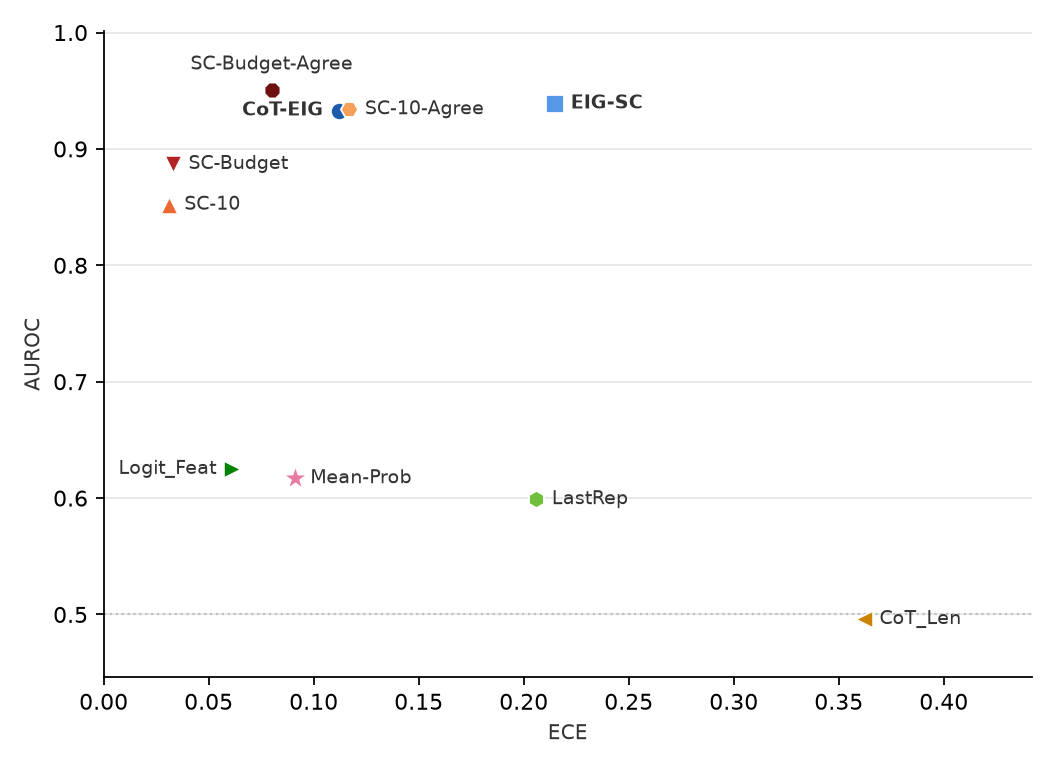 1.0
SC-Budget-Agree
CoT-EIG
SC-10-Agree
EIG-SC
0.9
SC-Budget
SC-10
0.8
AUROC
0.7
Logit_Feat
Mean-Prob
0.6
LastRep
0.5
CoT_Len
0.00 0.05 0.10 0.15 0.20 0.25 0.30 0.35 0.40
ECE